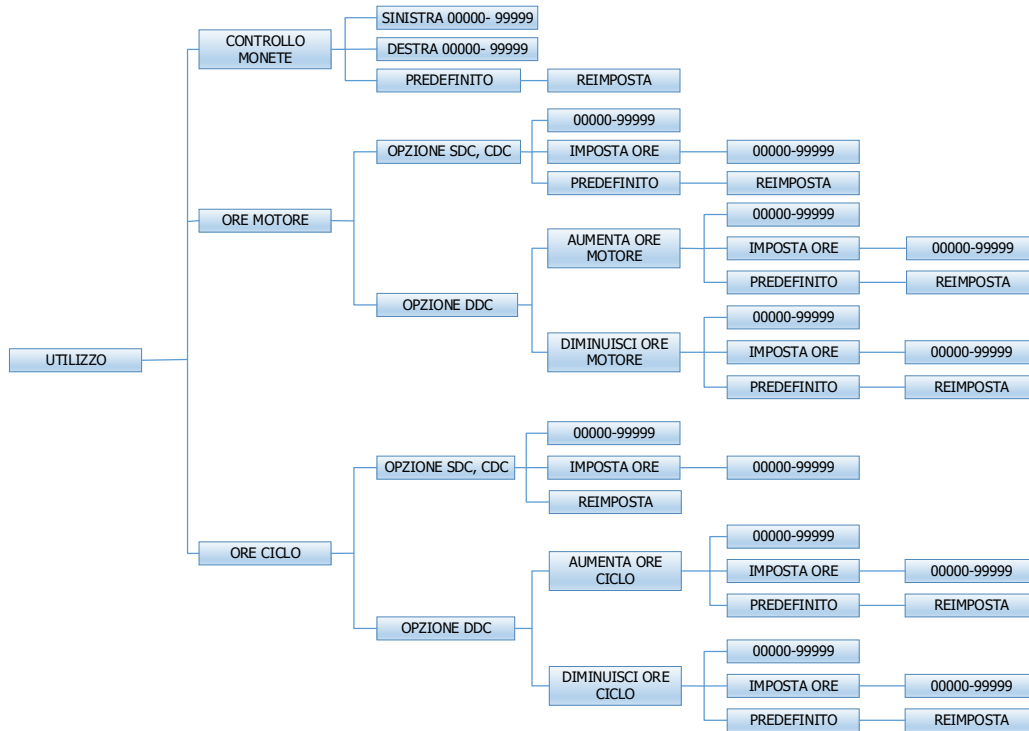 UTILIZZO
CONTROLLO
MONETE
SINISTRA 00000- 99999
DESTRA 00000- 99999
PREDEFINITO
REIMPOSTA
ORE MOTORE
OPZIONE SDC, CDC
00000-99999
IMPOSTA ORE
00000-99999
PREDEFINITO
REIMPOSTA
OPZIONE DDC
AUMENTA ORE
MOTORE
00000-99999
IMPOSTA ORE
00000-99999
PREDEFINITO
REIMPOSTA
DIMINUISCI ORE
MOTORE
00000-99999
IMPOSTA ORE
00000-99999
PREDEFINITO
REIMPOSTA
ORE CICLO
OPZIONE SDC, CDC
00000-99999
IMPOSTA ORE
00000-99999
REIMPOSTA
OPZIONE DDC
AUMENTA ORE
CICLO
00000-99999
IMPOSTA ORE
00000-99999
PREDEFINITO
REIMPOSTA
DIMINUISCI ORE
CICLO
00000-99999
IMPOSTA ORE
00000-99999
PREDEFINITO
REIMPOSTA